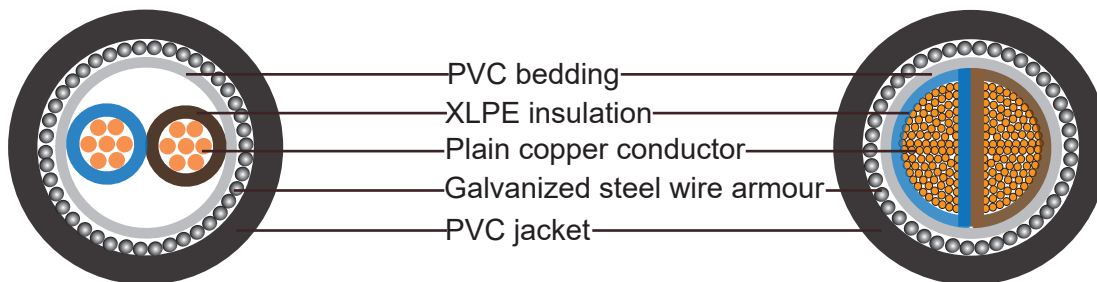 PVC bedding
XLPE insulation
Plain copper conductor
Galvanized steel wire armour
PVC jacket